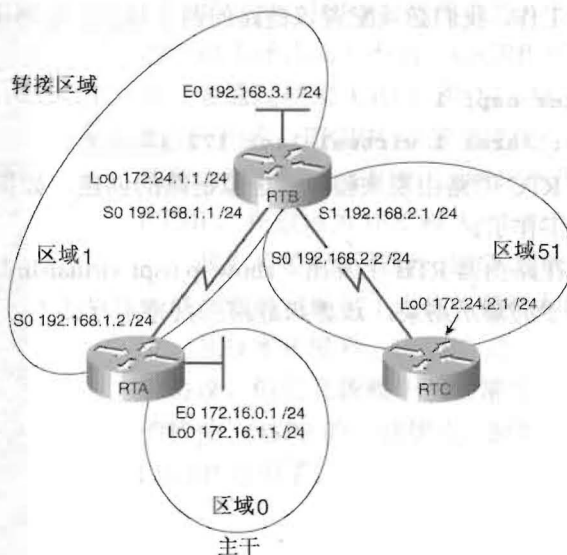 转接区域
E0 192.168.3.1 /24
Lo0 172.24.1.1 /24
RTB
S0 192.168.1.1 /24
S1 192.168.2.1 /24
区域1
S0 192.168.2.2 /24
区域51
Lo0 172.24.2.1 /24
S0 192.168.1.2 /24
RTA
RTC
E0 172.16.0.1 /24
Lo0 172.16.1.1 /24
区域0
主干